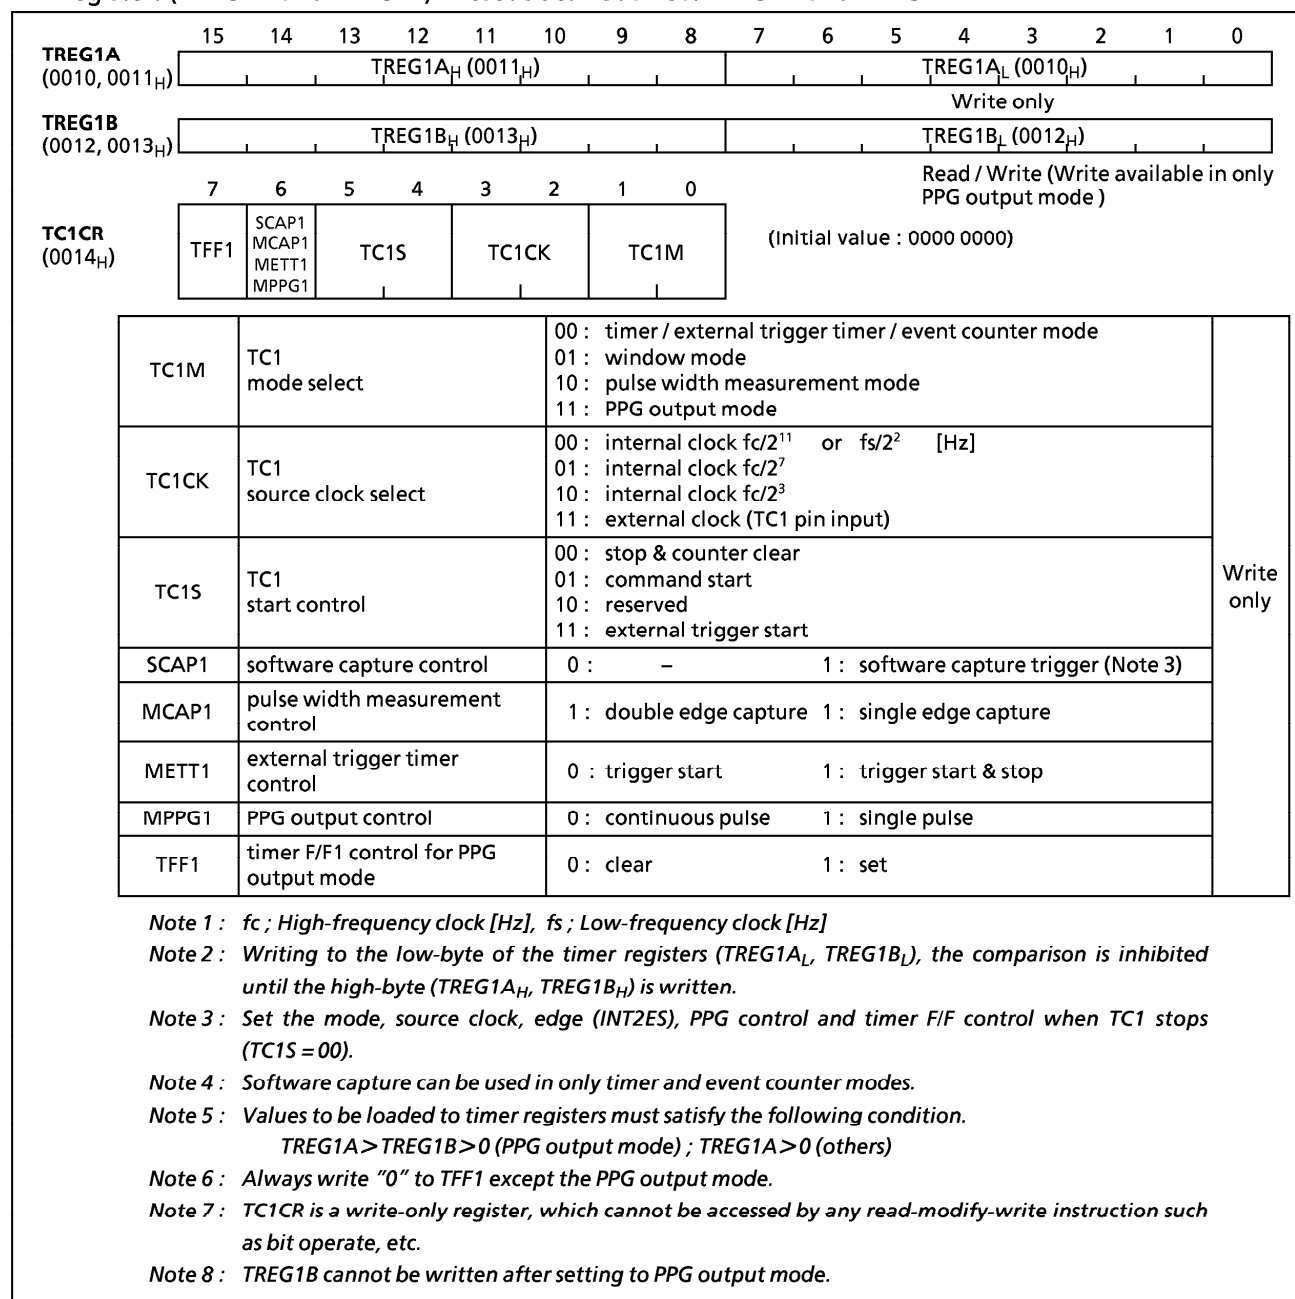 15 14 13 12 11 10 9 8 7 6 5 4 3 2 1 0
TREG1A
(0010, 0011H)
TREG1AH (0011H) TREG1AL (0010H)
Write only
TREG1B
(0012, 0013H)
TREG1BH (0013H) TREG1BL (0012H)
Read / Write (Write available in only
PPG output mode )
7 6 5 4 3 2 1 0
TC1CR
(0014H)
TFF1
SCAP1
MCAP1
METT1
MPPG1
TC1S TC1CK TC1M
(Initial value : 0000 0000)
TC1M
TC1
mode select
00 : timer / external trigger timer / event counter mode
01 : window mode
10 : pulse width measurement mode
11 : PPG output mode
TC1CK
TC1
source clock select
00 : internal clock fc/2¹¹ or fs/2² [Hz]
01 : internal clock fc/2⁷
10 : internal clock fc/2³
11 : external clock (TC1 pin input)
TC1S
TC1
start control
00 : stop & counter clear
01 : command start
10 : reserved
11 : external trigger start
Write
only
SCAP1 software capture control 0 : – 1 : software capture trigger (Note 3)
MCAP1
pulse width measurement
control
1 : double edge capture 1 : single edge capture
METT1
external trigger timer
control
0 : trigger start 1 : trigger start & stop
MPPG1 PPG output control 0 : continuous pulse 1 : single pulse
TFF1
timer F/F1 control for PPG
output mode
0 : clear 1 : set
Note 1 : fc ; High-frequency clock [Hz], fs ; Low-frequency clock [Hz]
Note 2 : Writing to the low-byte of the timer registers (TREG1AL, TREG1BL), the comparison is inhibited
until the high-byte (TREG1AH, TREG1BH) is written.
Note 3 : Set the mode, source clock, edge (INT2ES), PPG control and timer F/F control when TC1 stops
(TC1S = 00).
Note 4 : Software capture can be used in only timer and event counter modes.
Note 5 : Values to be loaded to timer registers must satisfy the following condition.
TREG1A > TREG1B > 0 (PPG output mode) ; TREG1A > 0 (others)
Note 6 : Always write "0" to TFF1 except the PPG output mode.
Note 7 : TC1CR is a write-only register, which cannot be accessed by any read-modify-write instruction such
as bit operate, etc.
Note 8 : TREG1B cannot be written after setting to PPG output mode.